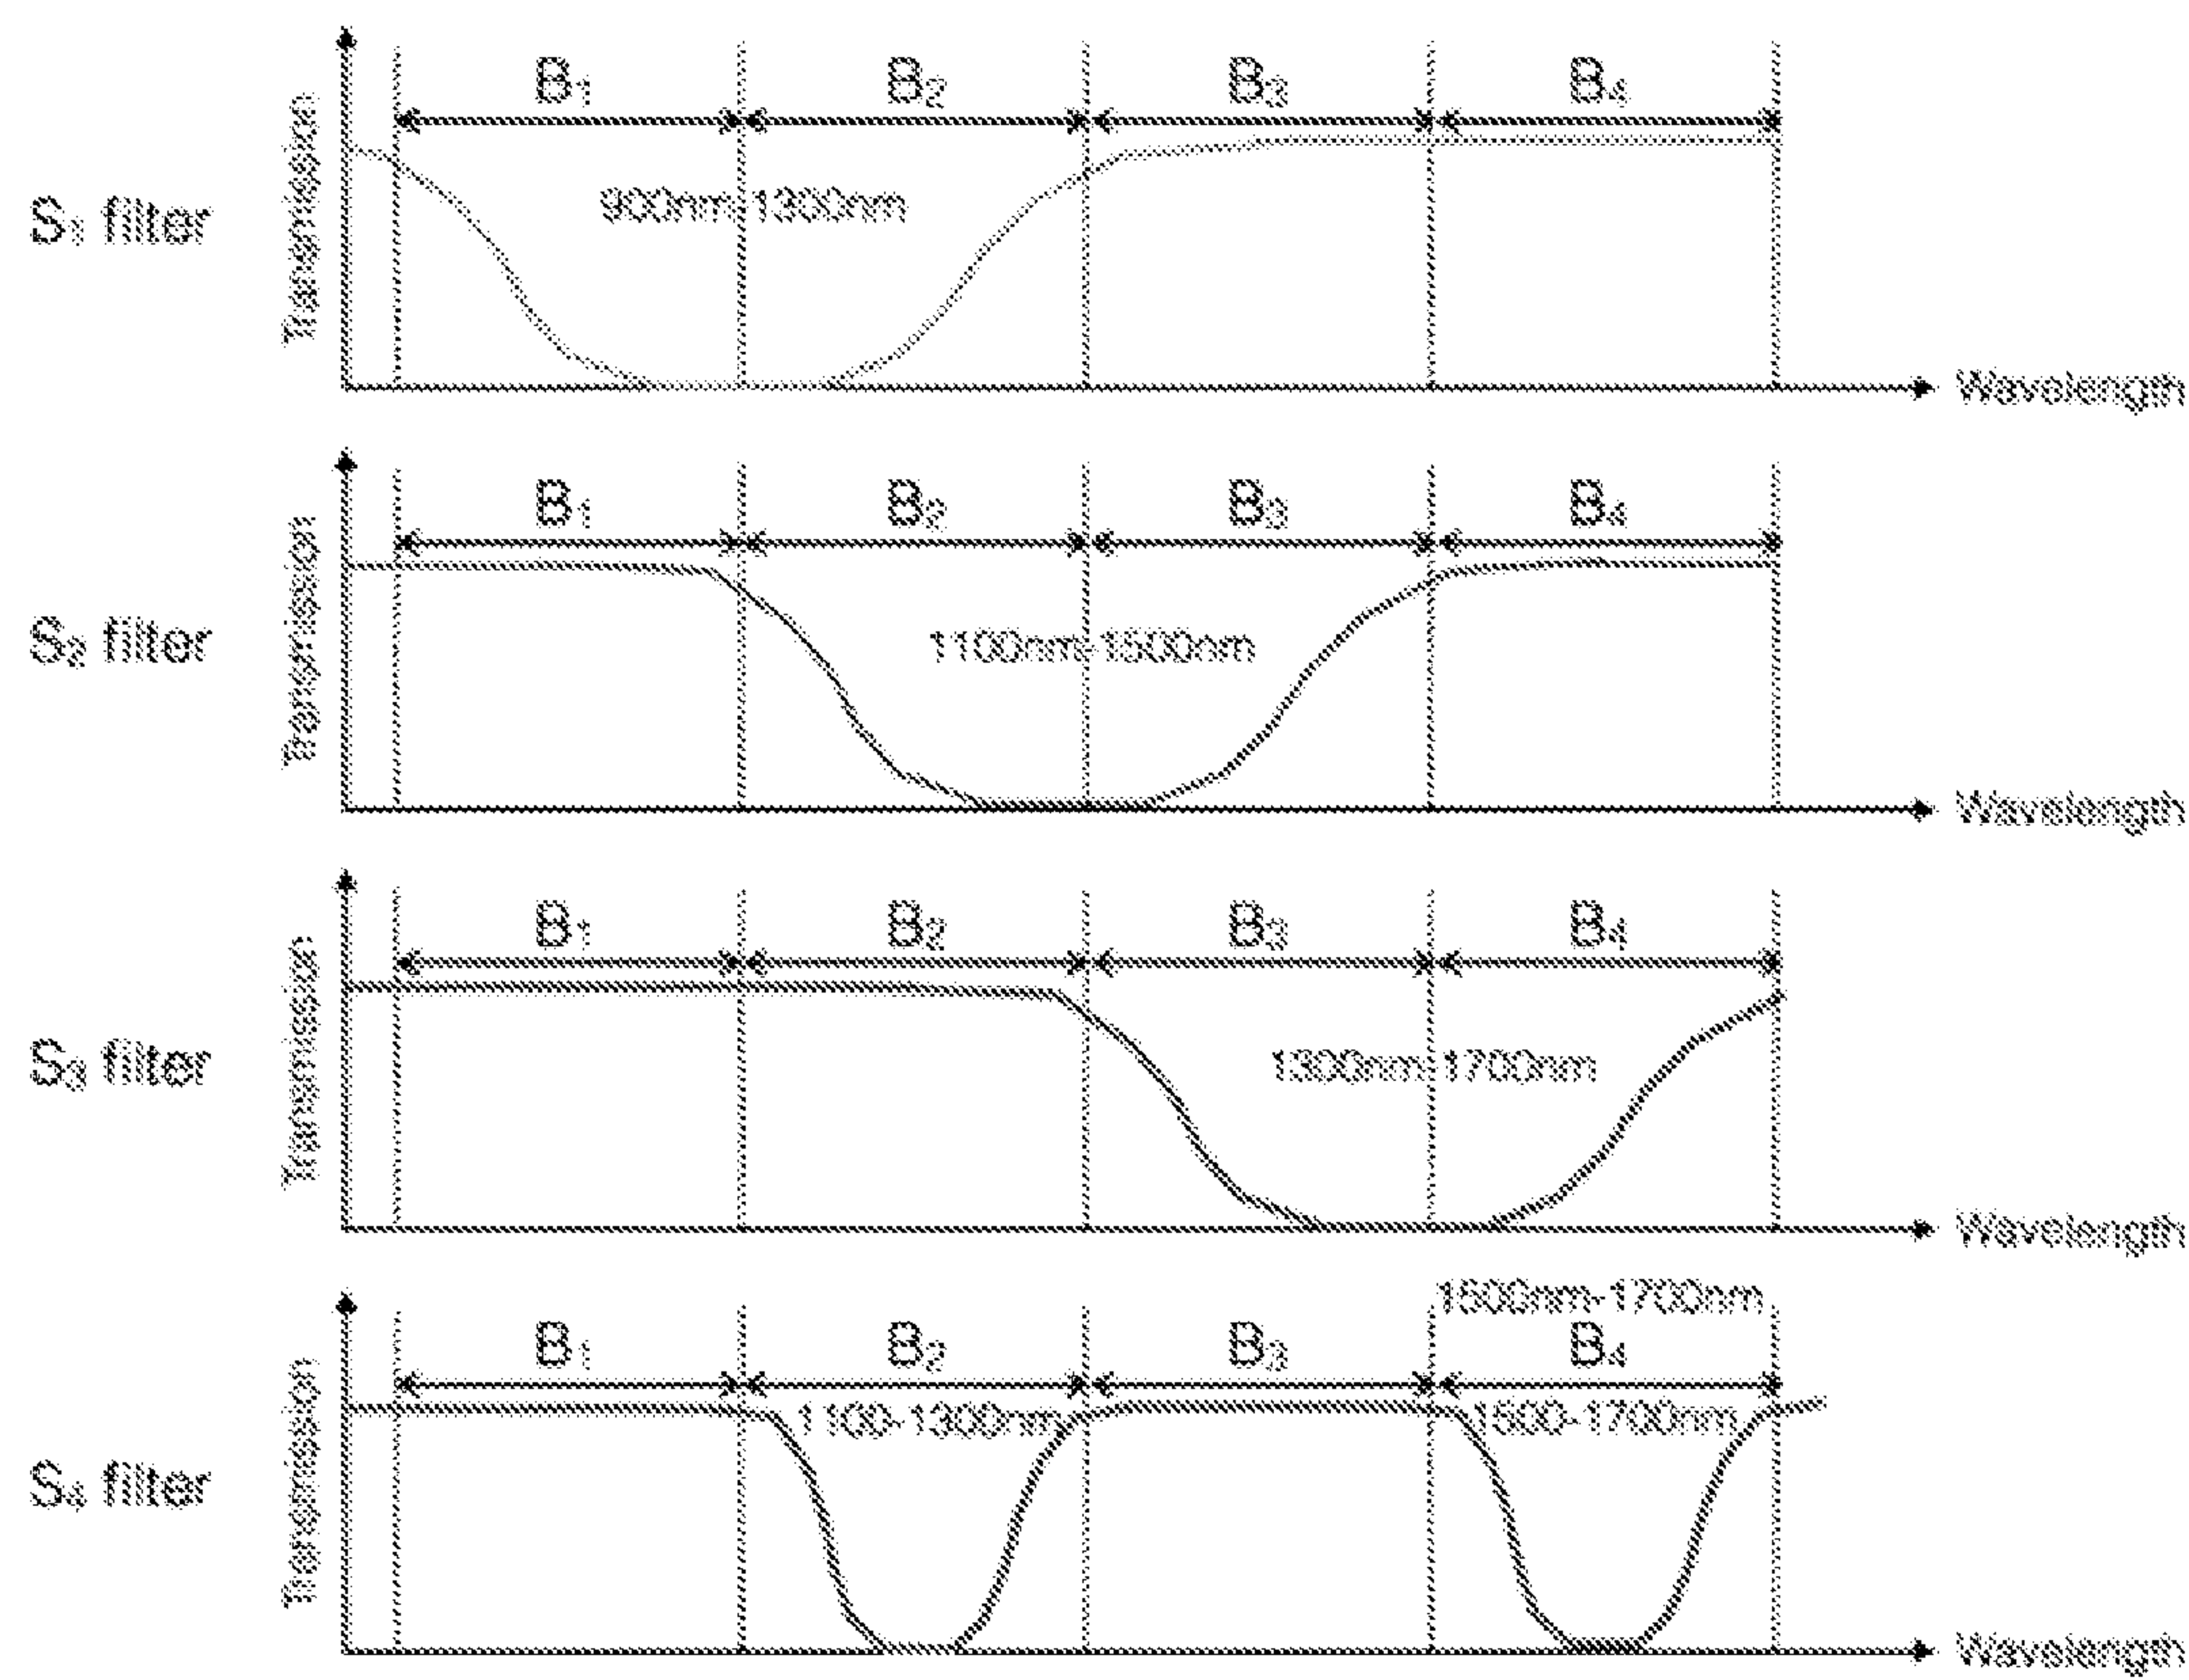 B₁ B₂ B₃ B₄
Transmission
S₁ filter
900nm-1300nm
Wavelength
B₁ B₂ B₃ B₄
Transmission
S₂ filter
1100nm-1500nm
Wavelength
B₁ B₂ B₃ B₄
Transmission
S₃ filter
1300nm-1700nm
Wavelength
1500nm-1700nm
B₁ B₂ B₃ B₄
Transmission
1100-1300nm 1500-1700nm
S₄ filter
Wavelength